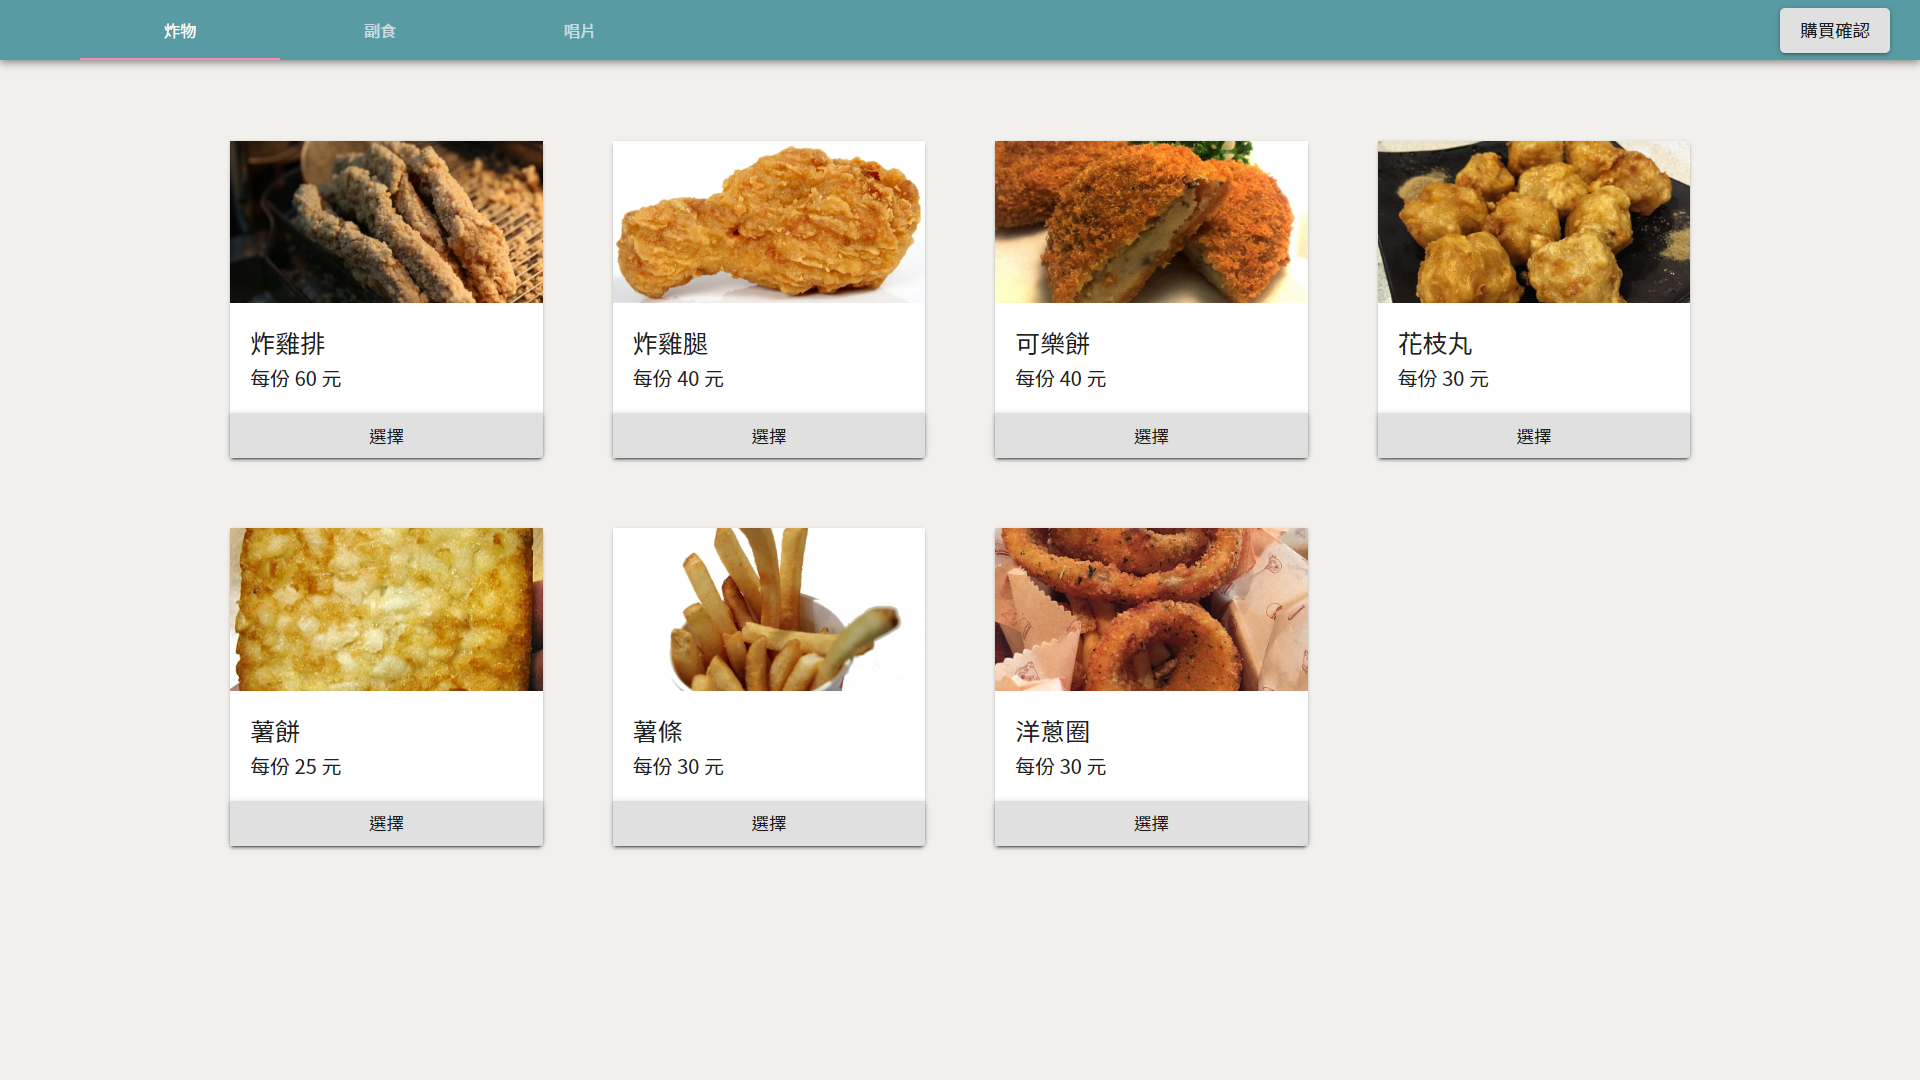 炸物
副食
唱片
購買確認
炸雞排
每份 60 元
選擇
炸雞腿
每份 40 元
選擇
可樂餅
每份 40 元
選擇
花枝丸
每份 30 元
選擇
薯餅
每份 25 元
選擇
薯條
每份 30 元
選擇
洋蔥圈
每份 30 元
選擇